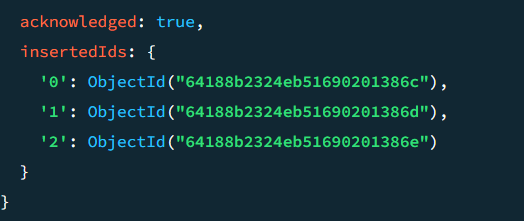 acknowledged: true,
insertedIds: {
'0': ObjectId("64188b2324eb51690201386c"),
'1': ObjectId("64188b2324eb51690201386d"),
'2': ObjectId("64188b2324eb51690201386e")
}
}